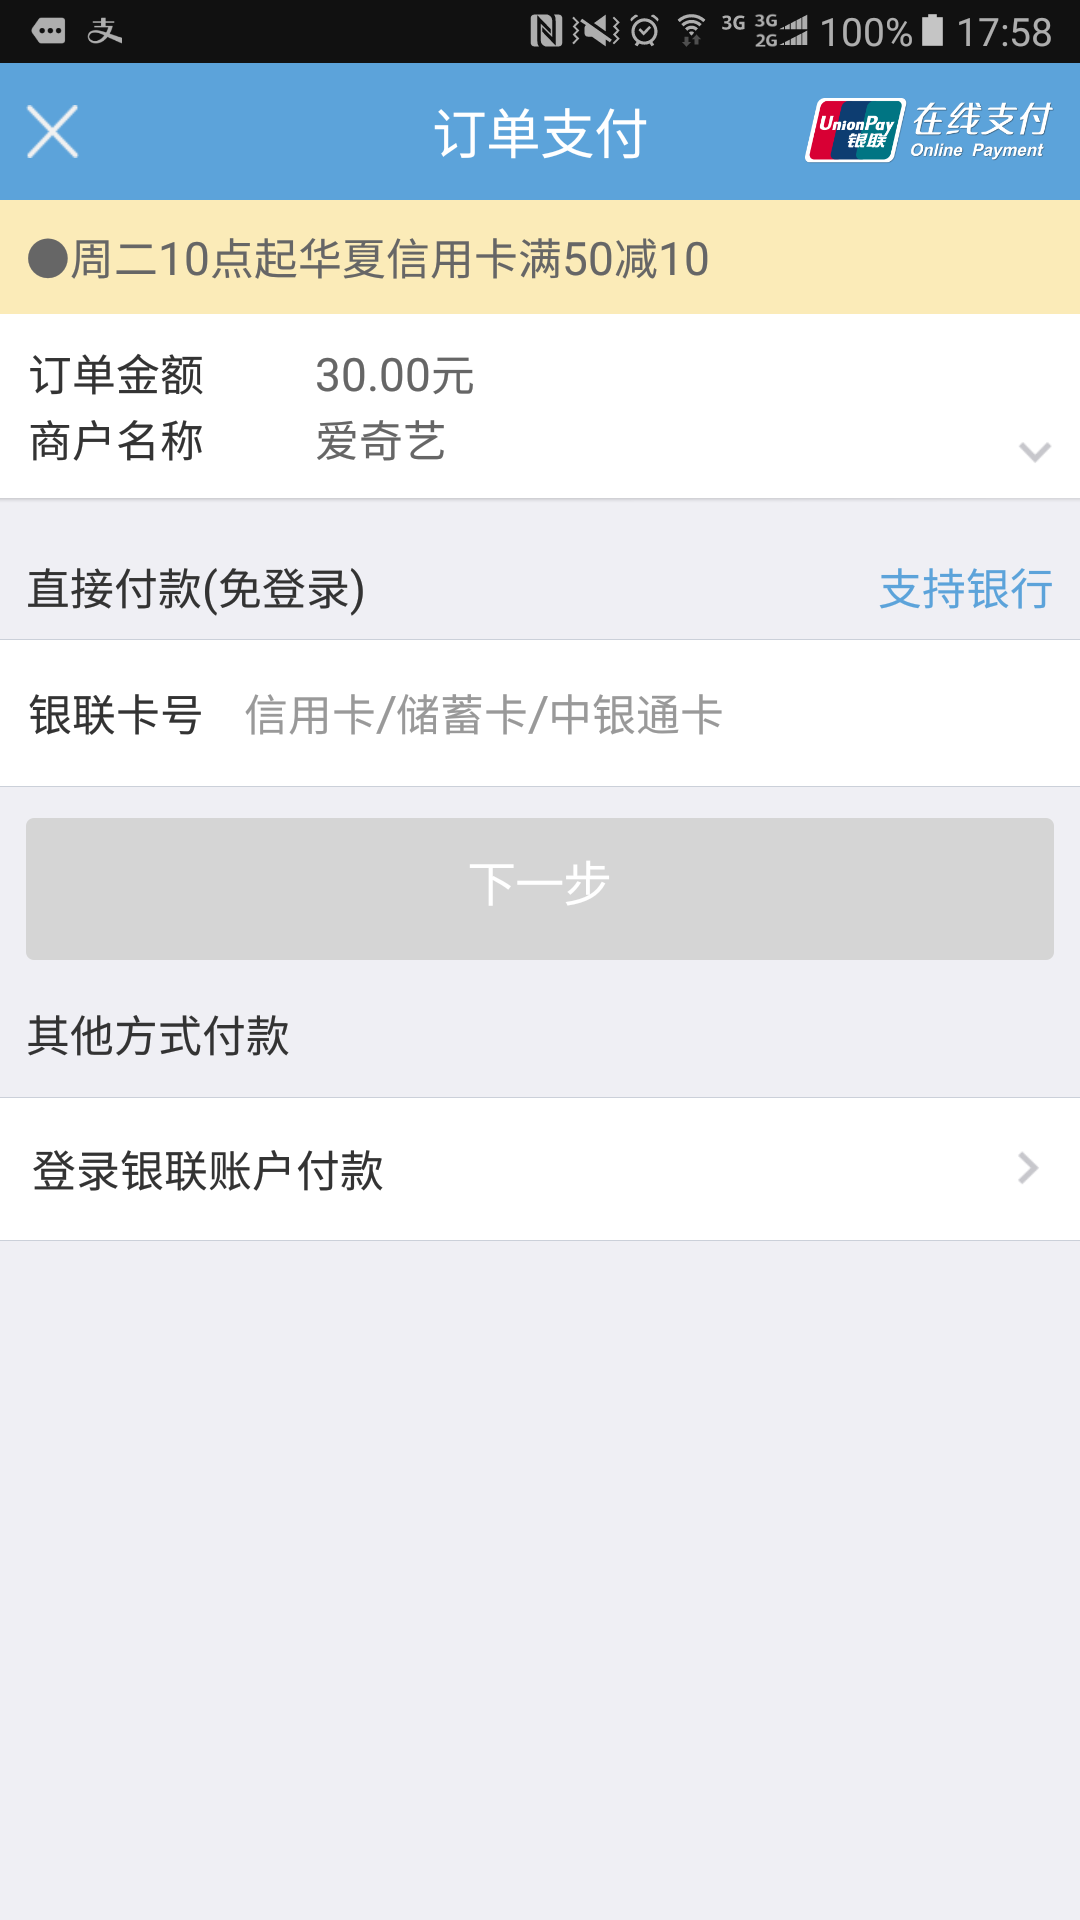 支 3G 3G 2G 100% 17:58
订单支付
UnionPay 银联 在线支付
Online Payment
●周二10点起华夏信用卡满50减10
订单金额 30.00元
商户名称 爱奇艺
直接付款(免登录) 支持银行
银联卡号 信用卡/储蓄卡/中银通卡
下一步
其他方式付款
登录银联账户付款